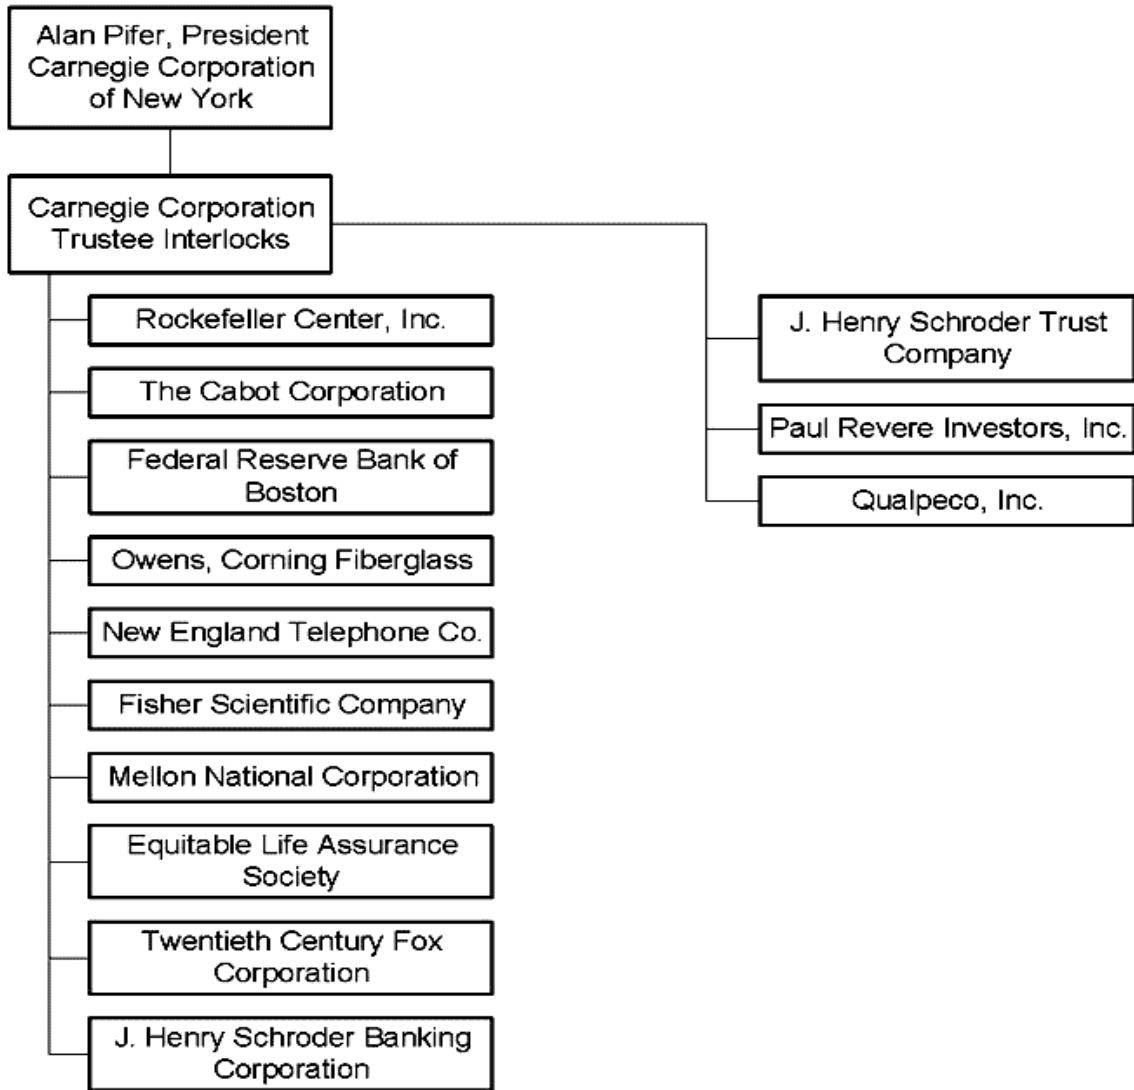 Alan Pifer, President
Carnegie Corporation
of New York
Carnegie Corporation
Trustee Interlocks
Rockefeller Center, Inc.
The Cabot Corporation
Federal Reserve Bank of
Boston
Owens, Corning Fiberglass
New England Telephone Co.
Fisher Scientific Company
Mellon National Corporation
Equitable Life Assurance
Society
Twentieth Century Fox
Corporation
J. Henry Schroder Banking
Corporation
J. Henry Schroder Trust
Company
Paul Revere Investors, Inc.
Qualpeco, Inc.